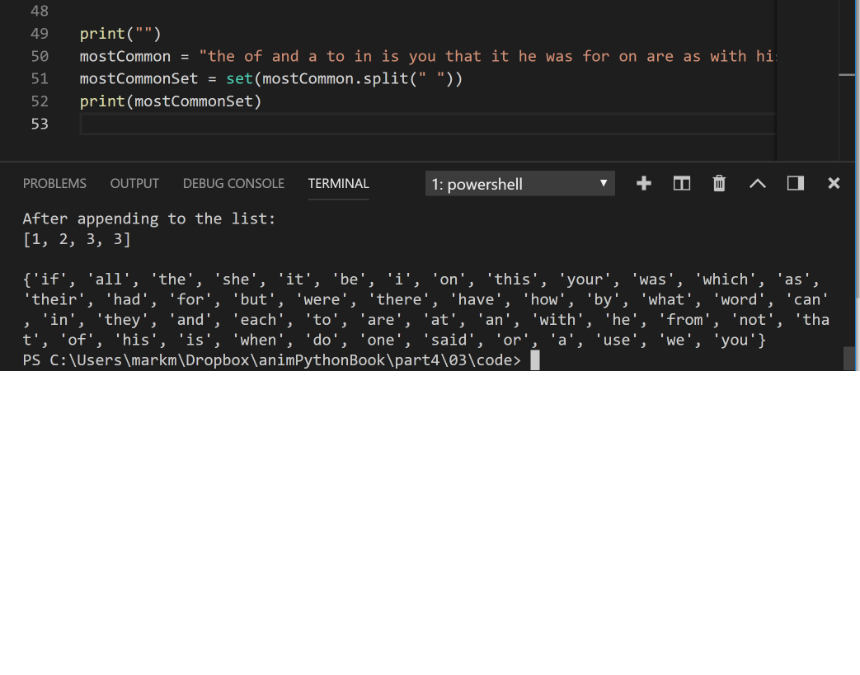 48
49 print("")
50 mostCommon = "the of and a to in is you that it he was for on are as with his
51 mostCommonSet = set(mostCommon.split(" "))
52 print(mostCommonSet)
53
PROBLEMS OUTPUT DEBUG CONSOLE TERMINAL 1: powershell
After appending to the list:
[1, 2, 3, 3]
{'if', 'all', 'the', 'she', 'it', 'be', 'i', 'on', 'this', 'your', 'was', 'which', 'as',
'their', 'had', 'for', 'but', 'were', 'there', 'have', 'how', 'by', 'what', 'word', 'can'
, 'in', 'they', 'and', 'each', 'to', 'are', 'at', 'an', 'with', 'he', 'from', 'not', 'tha
t', 'of', 'his', 'is', 'when', 'do', 'one', 'said', 'or', 'a', 'use', 'we', 'you'}
PS C:\Users\markm\Dropbox\animPythonBook\part4\03\code>